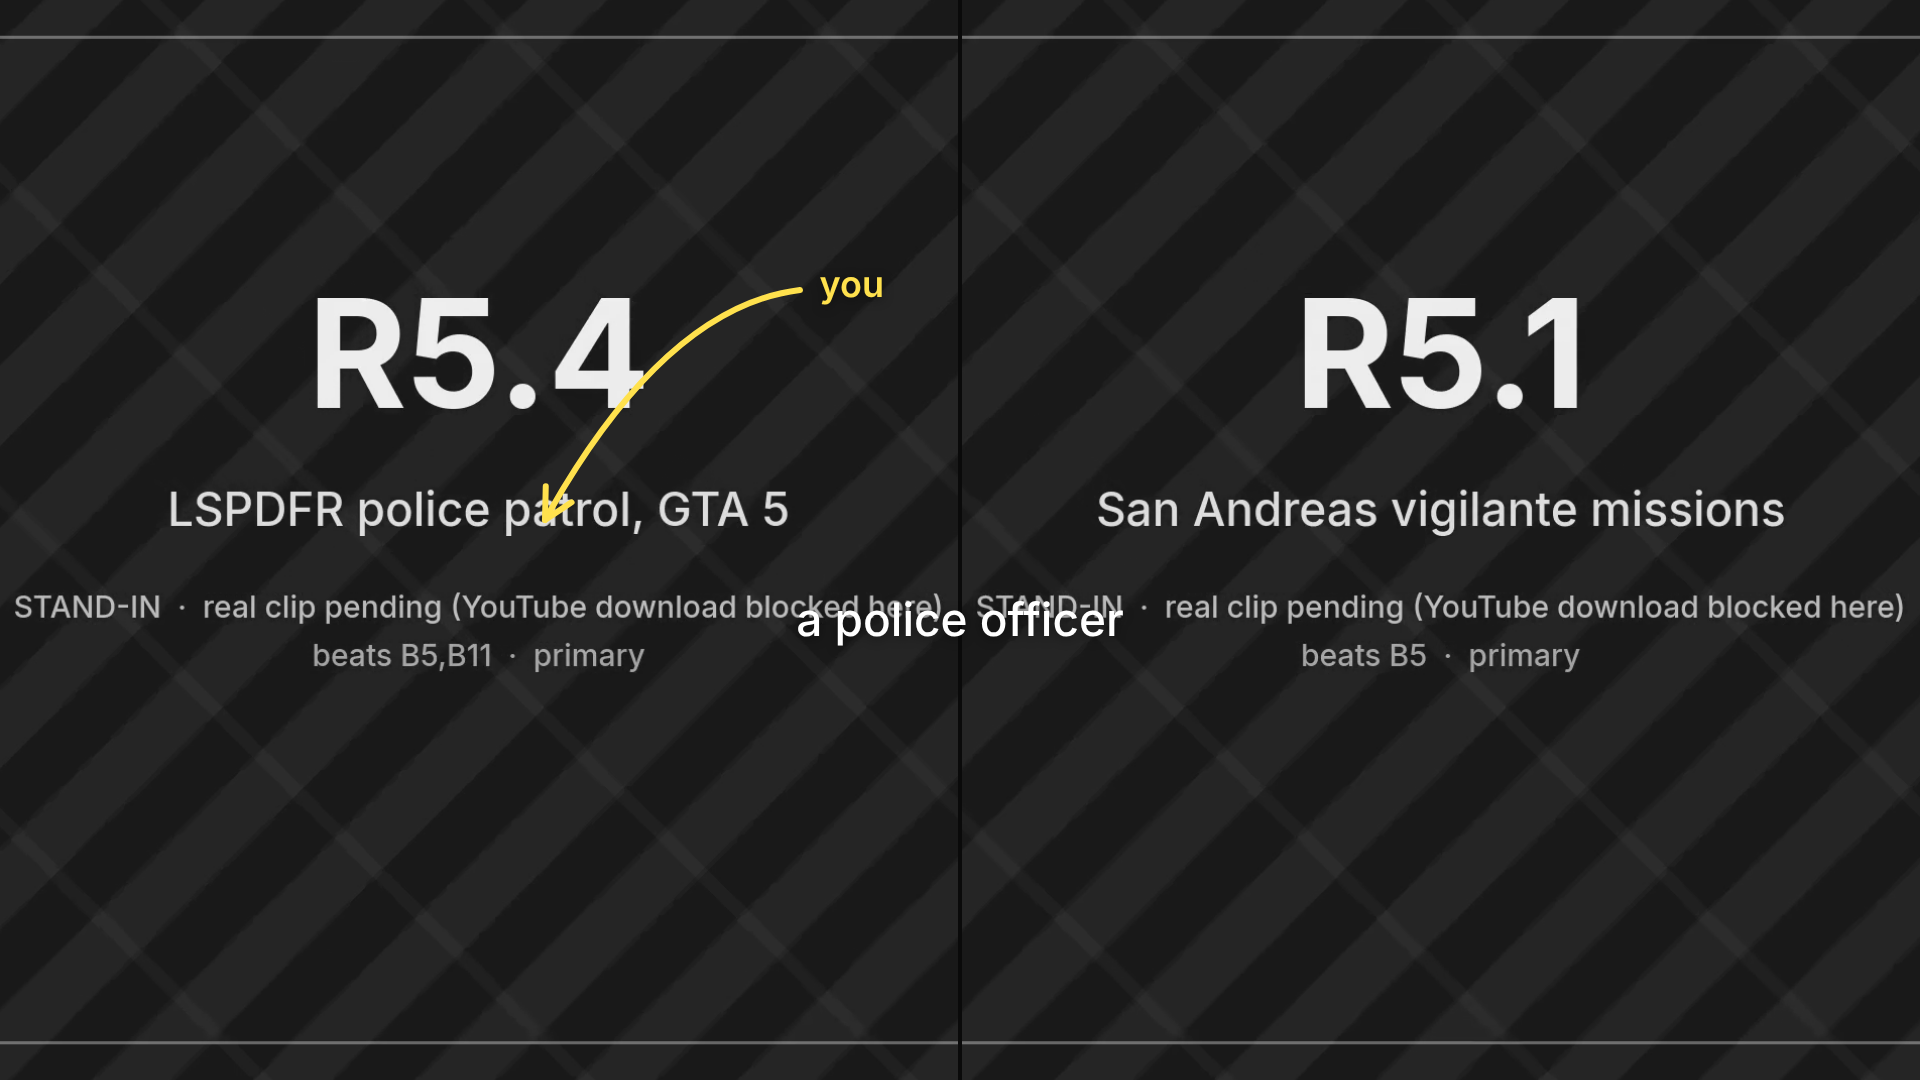 you
R5.4
LSPDFR police patrol, GTA 5
STAND-IN · real clip pending (YouTube download blocked here)
beats B5,B11 · primary
R5.1
San Andreas vigilante missions
STAND-IN · real clip pending (YouTube download blocked here)
beats B5 · primary
a police officer